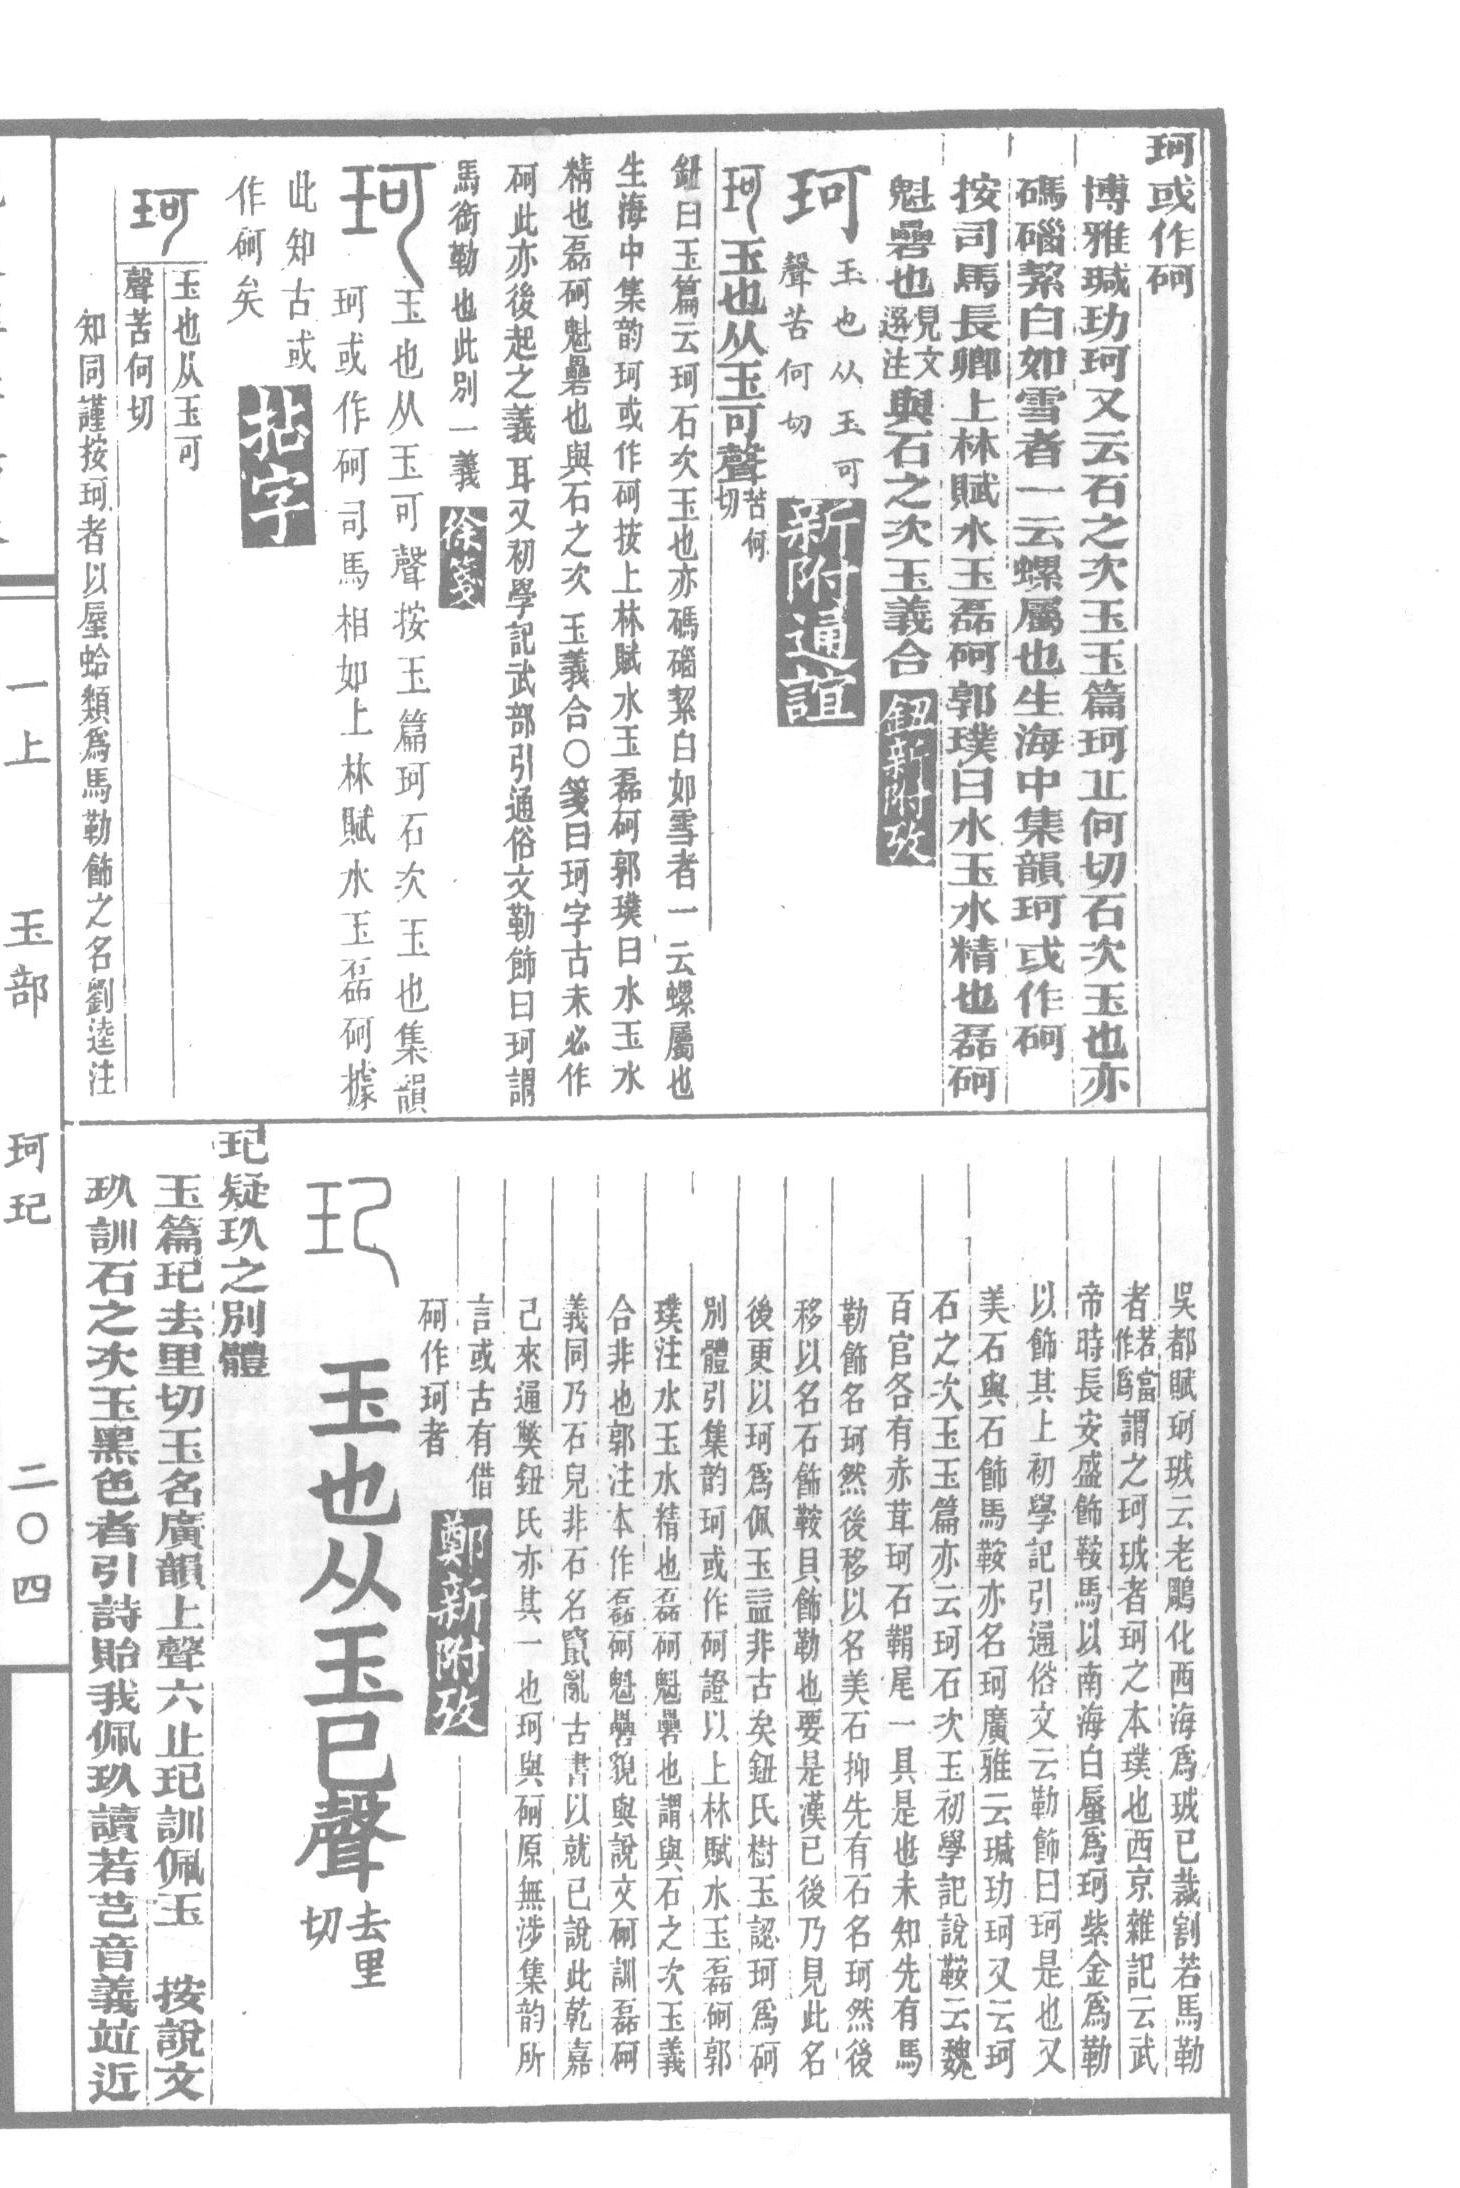 珂或作砢
博雅瑊玏珂又云石之次玉玉篇珂㠪何切石次玉也亦
碼碯絜白如雪者一云螺屬也生海中集韻珂或作砢
按司馬長卿上林賦水玉磊砢郭璞曰水玉水精也磊砢
魁礨也見文選注與石之次玉義合鈕新附攷
珂玉也从玉可聲苦何切新附通誼
珂玉也从玉可聲苦何切
鈕曰玉篇云珂石次玉也亦碼碯絜白如雪者一云螺屬也
生海中集韵珂或作砢按上林賦水玉磊砢郭璞曰水玉水
精也磊砢魁礨也與石之次玉義合〇箋曰珂字古未必作
砢此亦後起之義耳又初學記武部引通俗文勒飾曰珂謂
馬銜勒也此別一義徐箋
珂玉也从玉可聲按玉篇珂石次玉也集韻
珂或作砢司馬相如上林賦水玉磊砢據
此知古或
作砢矣拈字
珂玉也从玉可
聲苦何切
知同謹按珂者以蜃蛤類爲馬勒飾之名劉逵注
吳都賦珂珬云老鵰化西海爲珬已裁割若馬勒
者若當作爲謂之珂珬者珂之本璞也西京雜記云武
帝時長安盛飾鞍馬以南海白蜃爲珂紫金爲勒
以飾其上初學記引通俗文云勒飾曰珂是也又
美石與石飾馬鞍亦名珂廣雅云瑊玏珂又云珂
石之次玉玉篇亦云珂石次玉初學記說鞍云魏
百官各有赤茸珂石鞘尾一具是也未知先有馬
勒飾名珂然後移以名美石抑先有石名珂然後
移以名石飾鞍具飾勒也要是漢已後乃見此名
後更以珂爲佩玉諡非古矣鈕氏樹玉認珂爲砢
別體引集韵珂或作砢證以上林賦水玉磊砢郭
璞注水玉水精也磊砢魁礨也謂與石之次玉義
合非也郭注本作磊砢魁礨貌與說文砢訓磊砢
義同乃石皃非石名竄亂古書以就已說此乾嘉
己來通獘鈕氏亦其一也珂與砢原無涉集韵所
言或古有借
砢作珂者鄭新附攷
玘 玉也从玉已聲去里切
玘疑玖之別體
玉篇玘去里切玉名廣韻上聲六止玘訓佩玉 按說文
玖訓石之次玉黑色者引詩貽我佩玖讀若芑音義竝近
一上 玉部 珂玘 二〇四